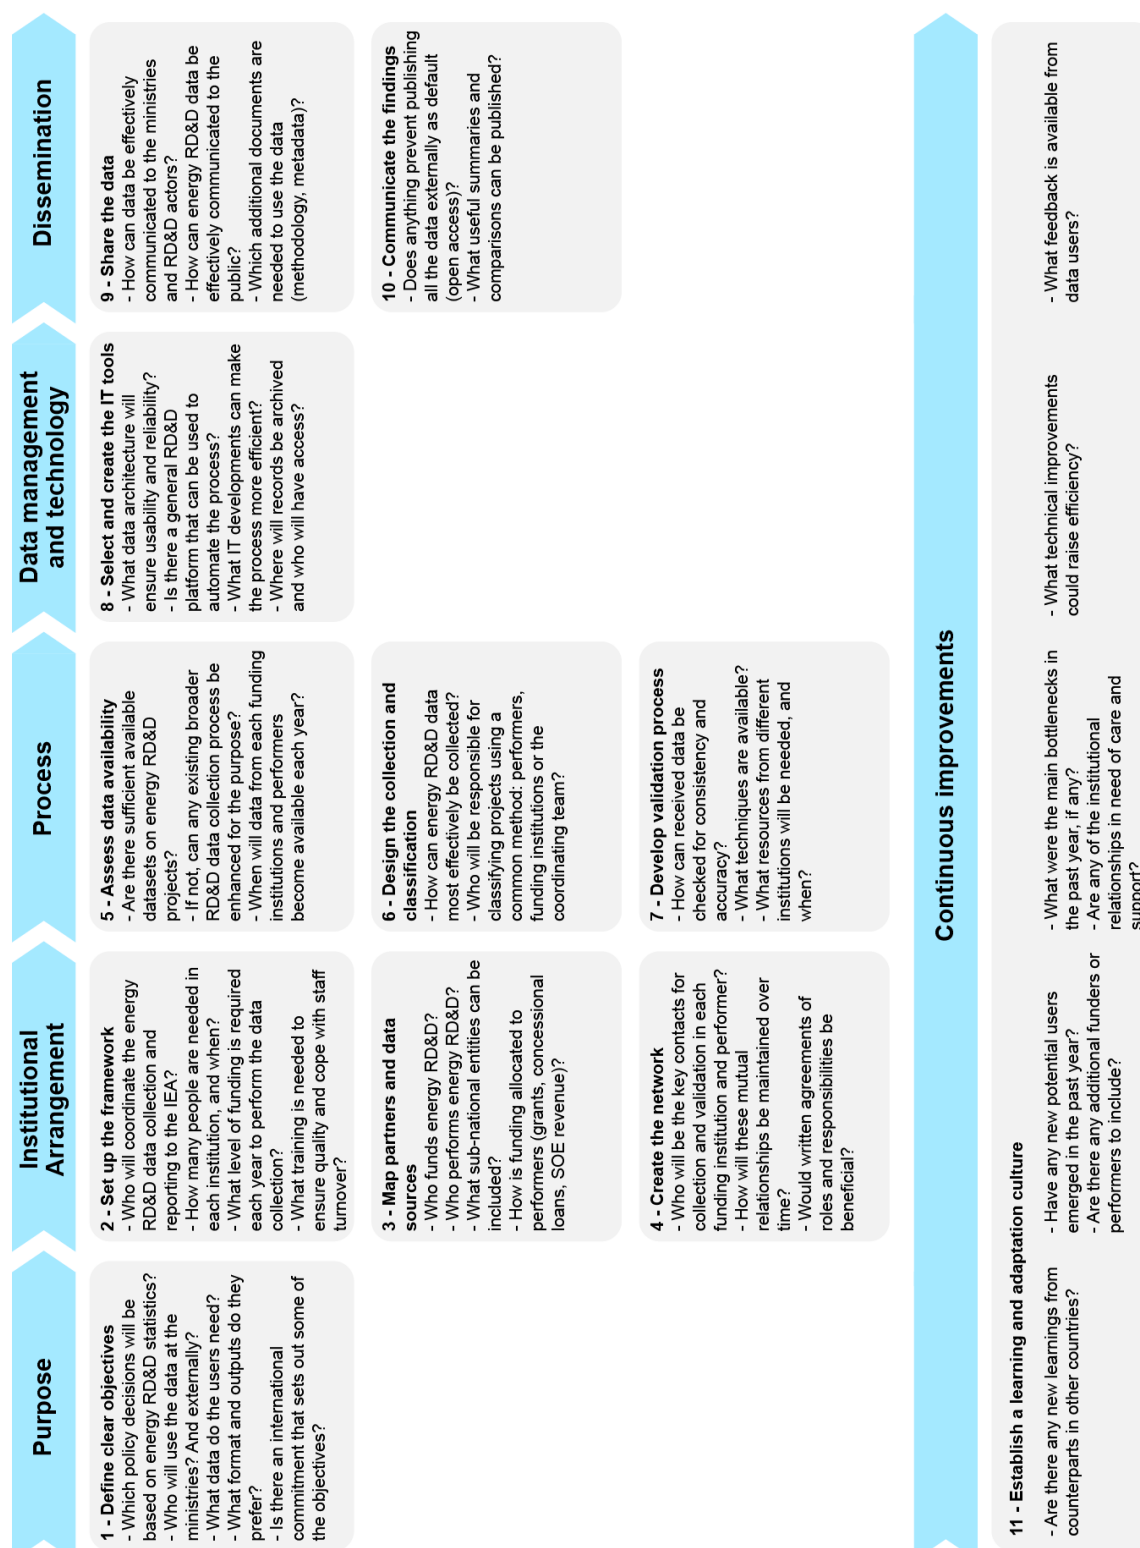 Purpose
Institutional
Arrangement
Process
Data management
and technology
Dissemination
1 - Define clear objectives
- Which policy decisions will be
based on energy RD&D statistics?
- Who will use the data at the
ministries? And externally?
- What data do the users need?
- What format and outputs do they
prefer?
- Is there an international
commitment that sets out some of
the objectives?
2 - Set up the framework
- Who will coordinate the energy
RD&D data collection and
reporting to the IEA?
- How many people are needed in
each institution, and when?
- What level of funding is required
each year to perform the data
collection?
- What training is needed to
ensure quality and cope with staff
turnover?
3 - Map partners and data
sources
- Who funds energy RD&D?
- Who performs energy RD&D?
- What sub-national entities can be
included?
- How is funding allocated to
performers (grants, concessional
loans, SOE revenue)?
4 - Create the network
- Who will be the key contacts for
collection and validation in each
funding institution and performer?
- How will these mutual
relationships be maintained over
time?
- Would written agreements of
roles and responsibilities be
beneficial?
5 - Assess data availability
- Are there sufficient available
datasets on energy RD&D
projects?
- If not, can any existing broader
RD&D data collection process be
enhanced for the purpose?
- When will data from each funding
institutions and performers
become available each year?
6 - Design the collection and
classification
- How can energy RD&D data
most effectively be collected?
- Who will be responsible for
classifying projects using a
common method: performers,
funding institutions or the
coordinating team?
7 - Develop validation process
- How can received data be
checked for consistency and
accuracy?
- What techniques are available?
- What resources from different
institutions will be needed, and
when?
8 - Select and create the IT tools
- What data architecture will
ensure usability and reliability?
- Is there a general RD&D
platform that can be used to
automate the process?
- What IT developments can make
the process more efficient?
- Where will records be archived
and who will have access?
9 - Share the data
- How can data be effectively
communicated to the ministries
and RD&D actors?
- How can energy RD&D data be
effectively communicated to the
public?
- Which additional documents are
needed to use the data
(methodology, metadata)?
10 - Communicate the findings
- Does anything prevent publishing
all the data externally as default
(open access)?
- What useful summaries and
comparisons can be published?
Continuous improvements
11 - Establish a learning and adaptation culture
- Are there any new learnings from
counterparts in other countries?
- Have any new potential users
emerged in the past year?
- Are there any additional funders or
performers to include?
- What were the main bottlenecks in
the past year, if any?
- Are any of the institutional
relationships in need of care and
support?
- What technical improvements
could raise efficiency?
- What feedback is available from
data users?